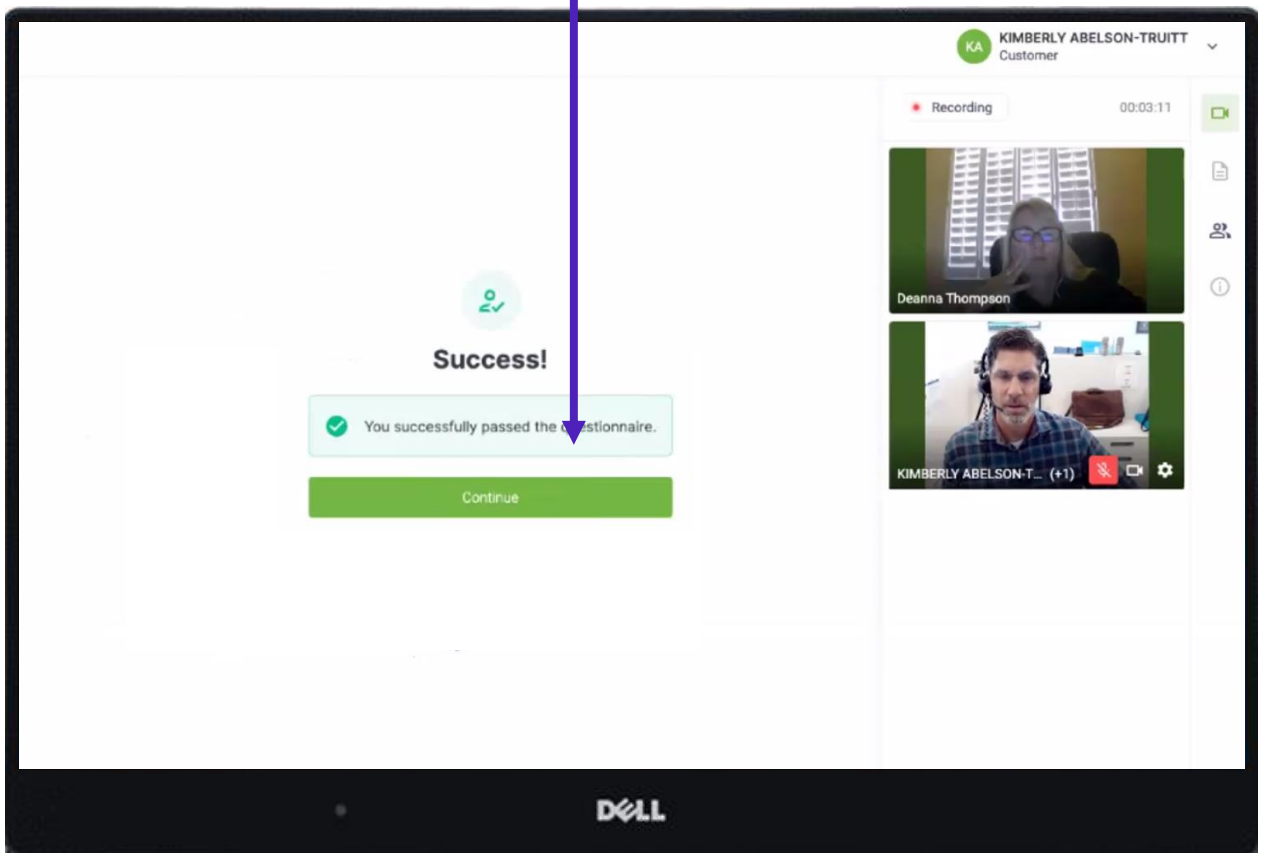 KA
KIMBERLY ABELSON-TRUITT
Customer
Recording
00:03:11
Deanna Thompson
Success!
You successfully passed the questionnaire.
KIMBERLY ABELSON-T... (+1)
Continue
DELL